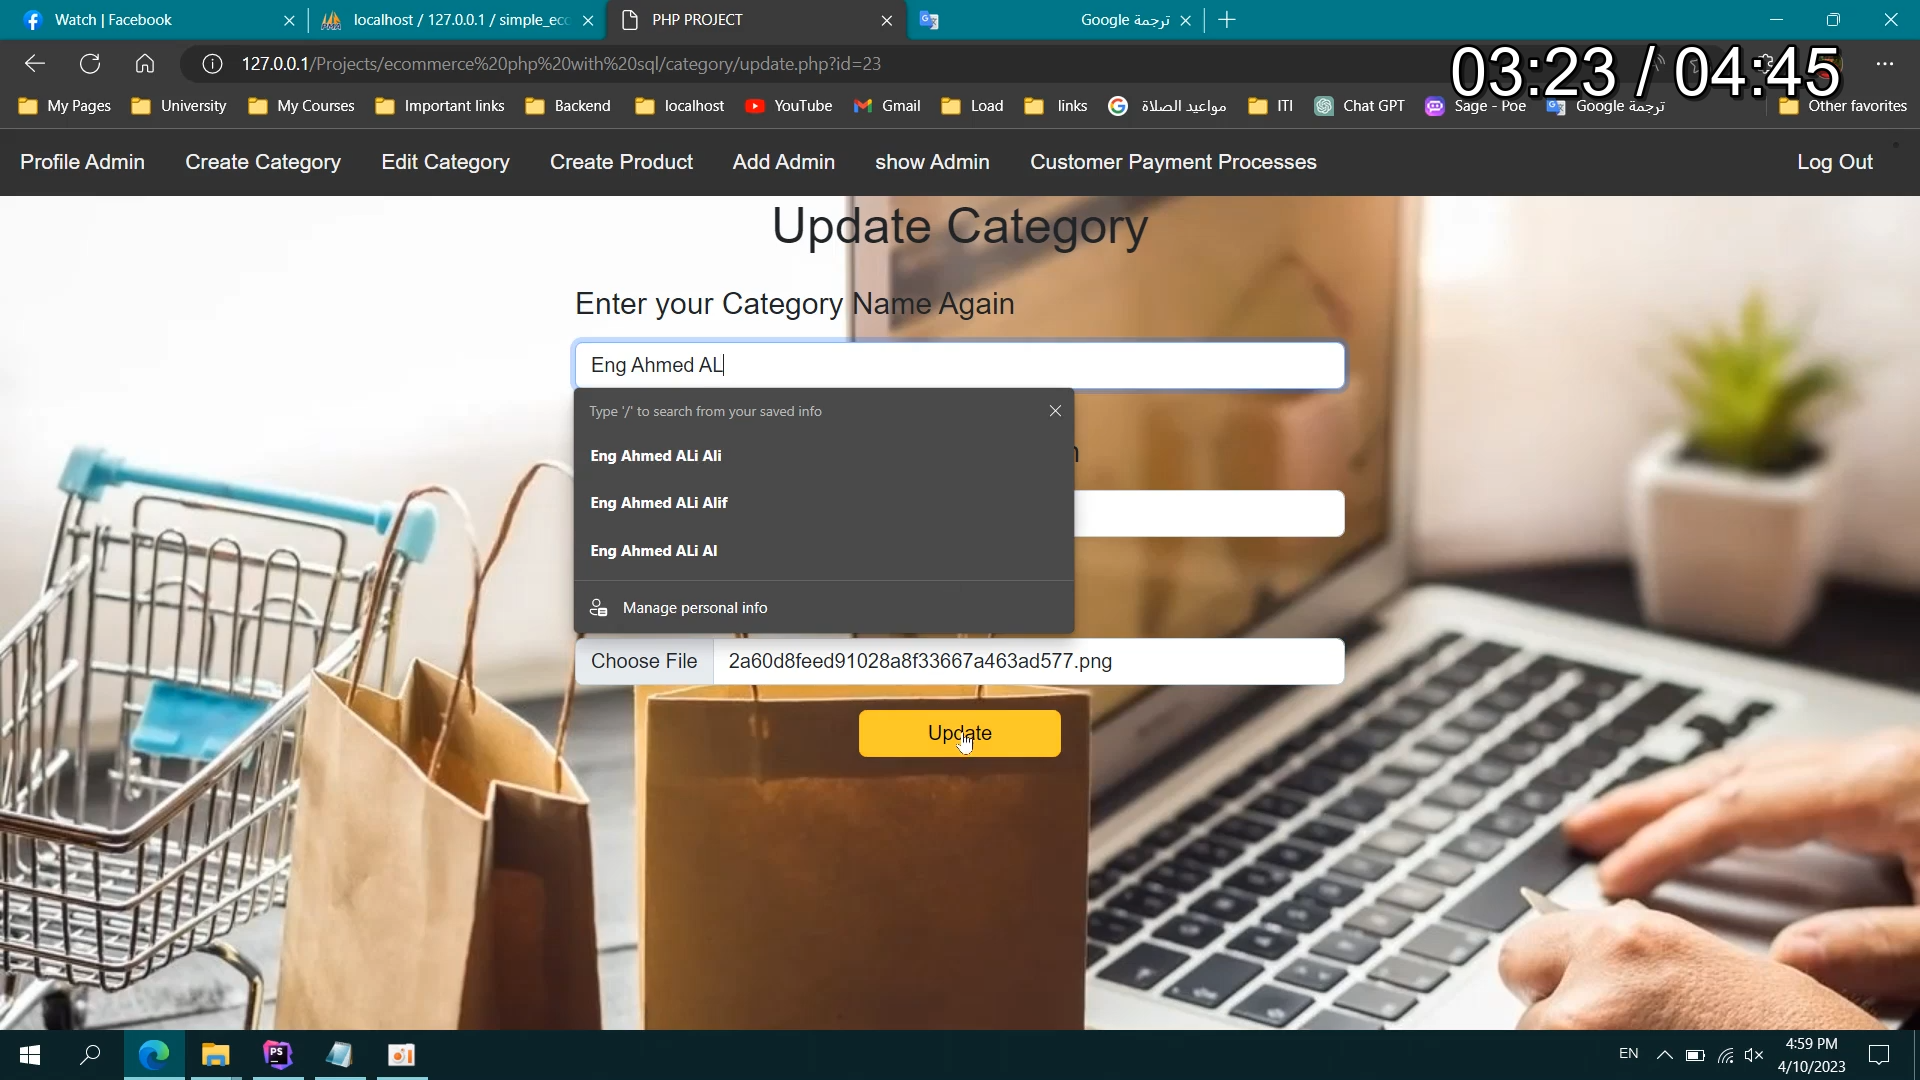 Watch | Facebook
localhost / 127.0.0.1 / simple_eco
PHP PROJECT
Google ترجمة
127.0.0.1/Projects/ecommerce%20php%20with%20sql/category/update.php?id=23
03:23 / 04:45
My Pages
University
My Courses
Important links
Backend
localhost
YouTube
Gmail
Load
links
مواعيد الصلاة
ITI
Chat GPT
Sage - Poe
Google ترجمة
Other favorites
Profile Admin
Create Category
Edit Category
Create Product
Add Admin
show Admin
Customer Payment Processes
Log Out
Update Category
Enter your Category Name Again
Eng Ahmed AL
Type '/' to search from your saved info
Eng Ahmed ALi Ali
Eng Ahmed ALi Alif
Eng Ahmed ALi Al
Manage personal info
Choose File
2a60d8feed91028a8f33667a463ad577.png
Update
PS
EN
4:59 PM
4/10/2023